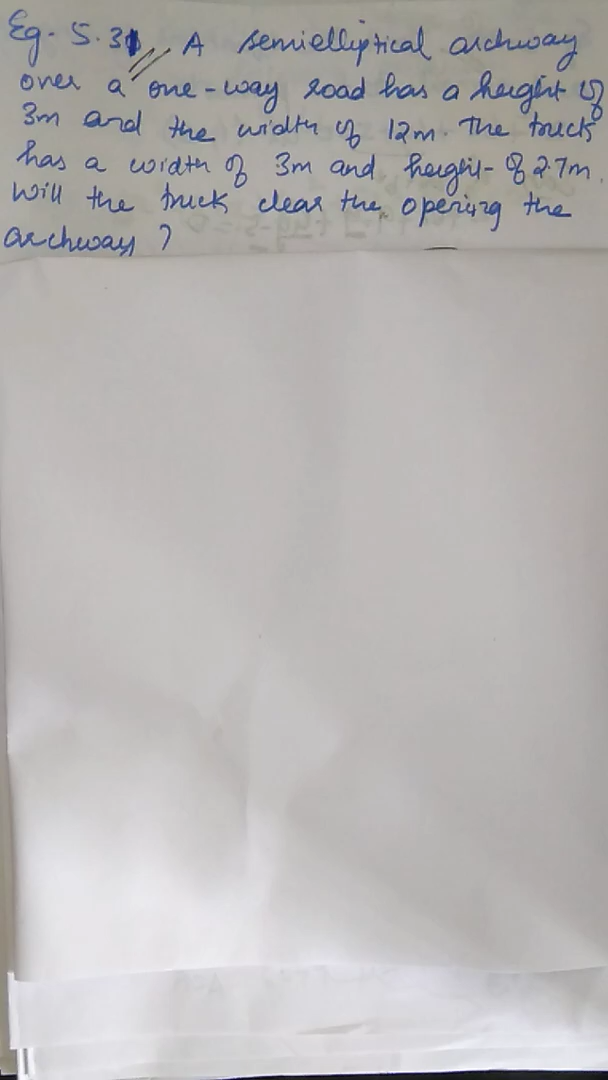 Eg. 5.31 A semielliptical archway
over a one-way road has a height of
3m and the width of 12m. The truck
has a width of 3m and height of 2.7m.
Will the truck clear the opening the
archway ?